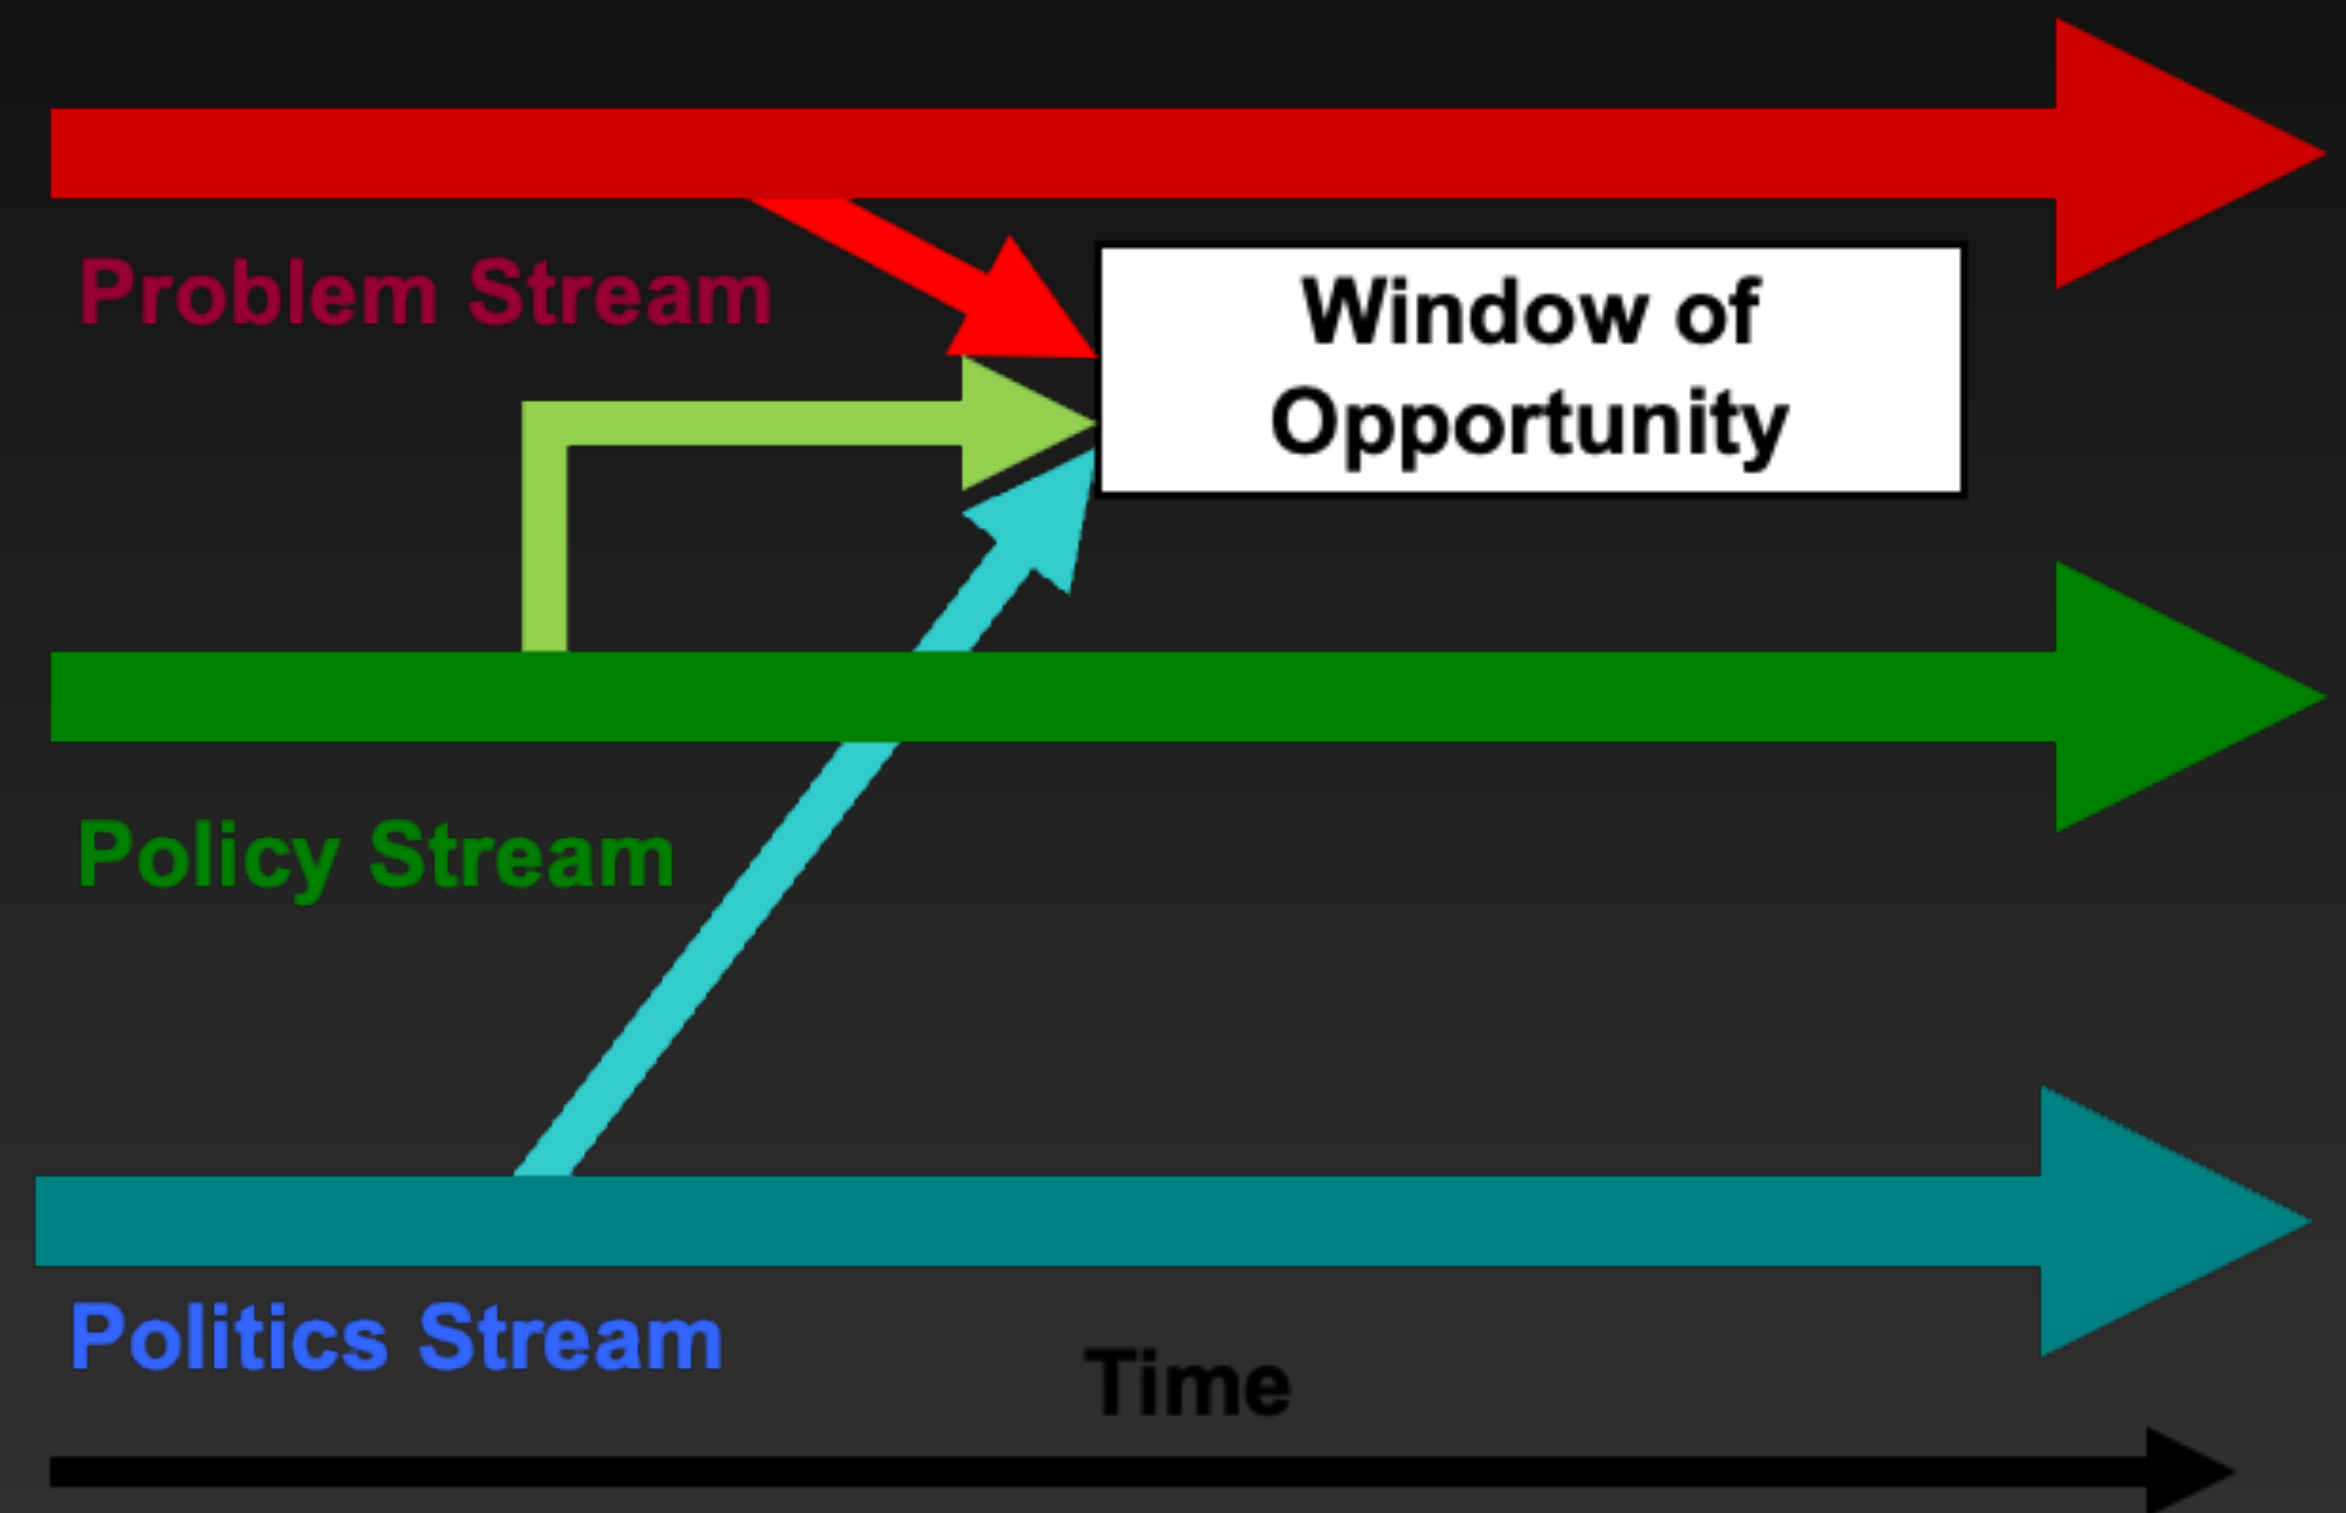 Problem Stream
Window of
Opportunity
Policy Stream
Politics Stream
Time